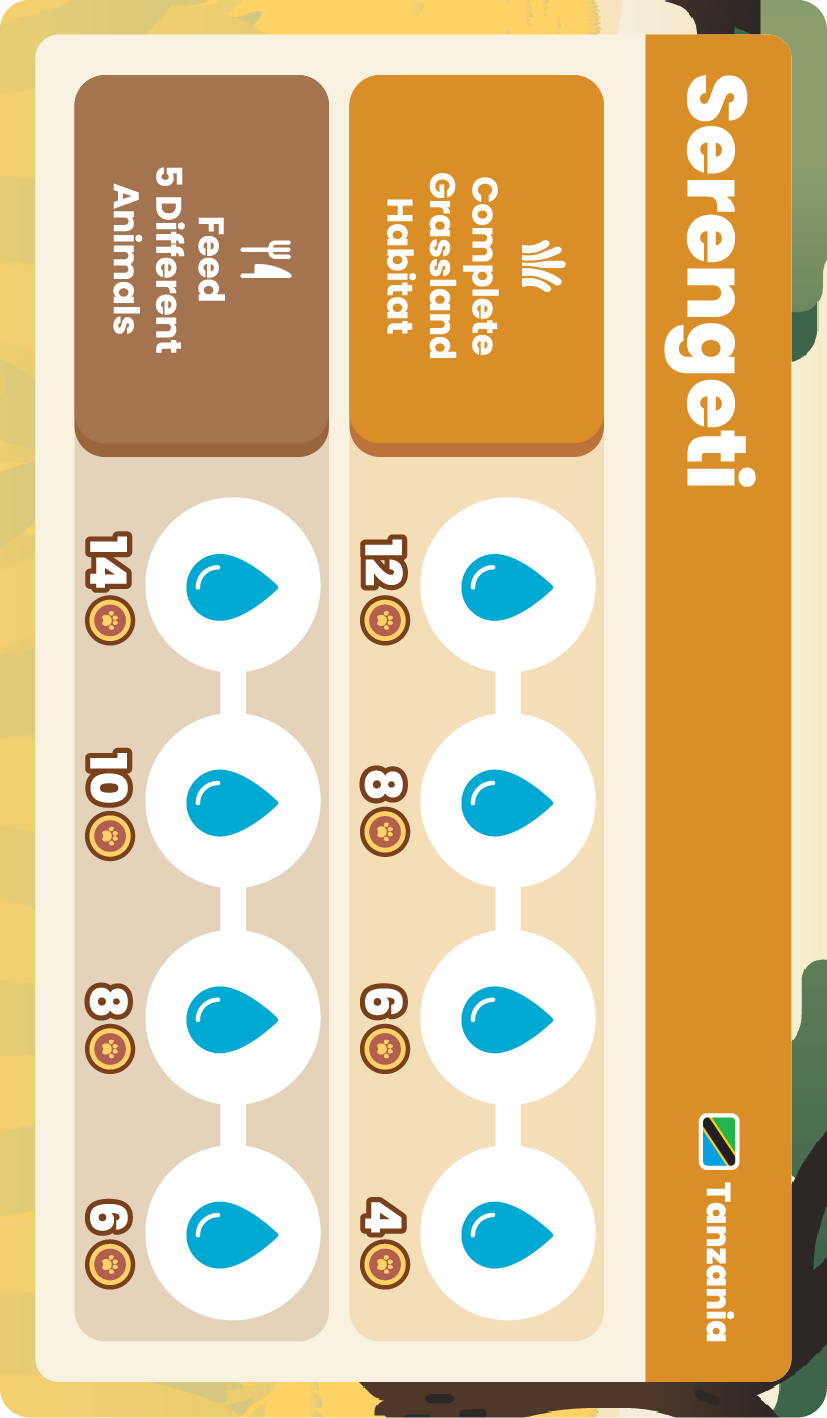 Serengeti
Tanzania
Complete
Grassland
Habitat
12
8
6
4
Feed
5 Different
Animals
14
10
8
6